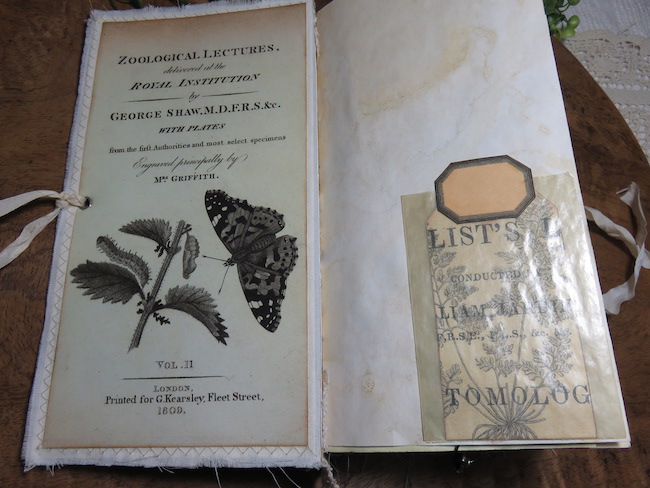 ZOOLOGICAL LECTURES.
delivered at the
ROYAL INSTITUTION
by
GEORGE SHAW, M.D.F.R.S.&c.
WITH PLATES
from the first Authorities and most select specimens
Engraved principally by
Mrs GRIFFITH.
VOL. II
LONDON,
Printed for G. Kearsley, Fleet Street,
1809.
LIST'S
CONDUCTED
LIAM
F.R.S.E., F.L.S., &c.
TOMOLOG